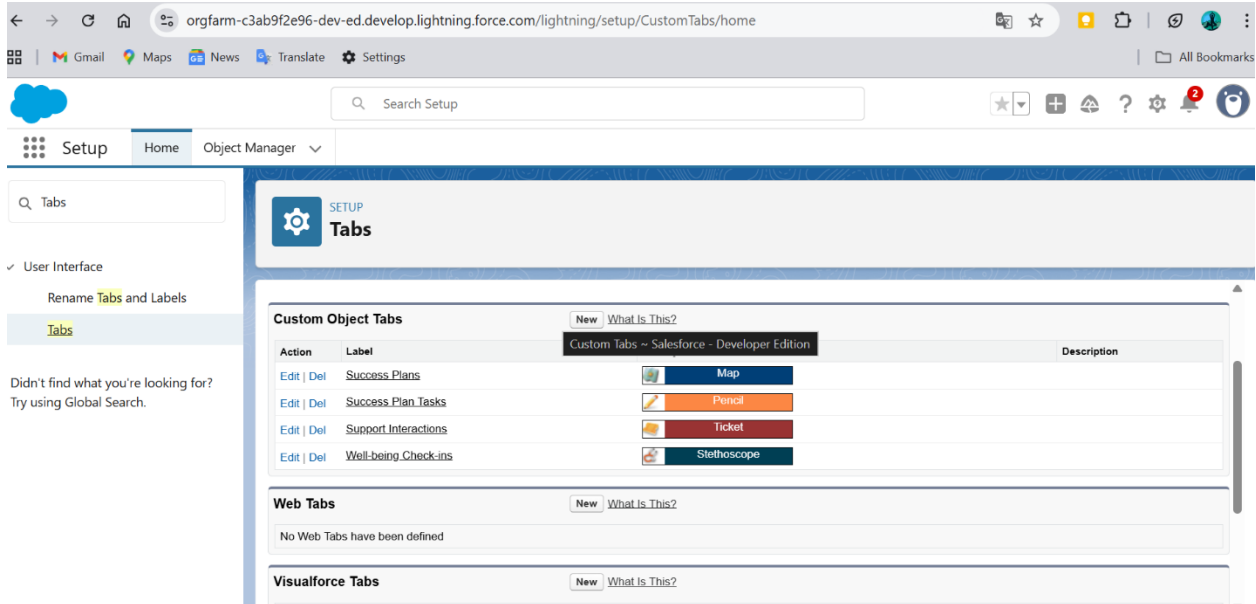 orgfarm-c3ab9f2e96-dev-ed.develop.lightning.force.com/lightning/setup/CustomTabs/home
Gmail Maps News Translate Settings All Bookmarks
Search Setup 2
Setup Home Object Manager
Tabs
User Interface
Rename Tabs and Labels
Tabs
Didn't find what you're looking for?
Try using Global Search.
SETUP
Tabs
Custom Object Tabs New What Is This?
Custom Tabs ~ Salesforce - Developer Edition
Action Label Description
Edit | Del Success Plans Map
Edit | Del Success Plan Tasks Pencil
Edit | Del Support Interactions Ticket
Edit | Del Well-being Check-ins Stethoscope
Web Tabs New What Is This?
No Web Tabs have been defined
Visualforce Tabs New What Is This?